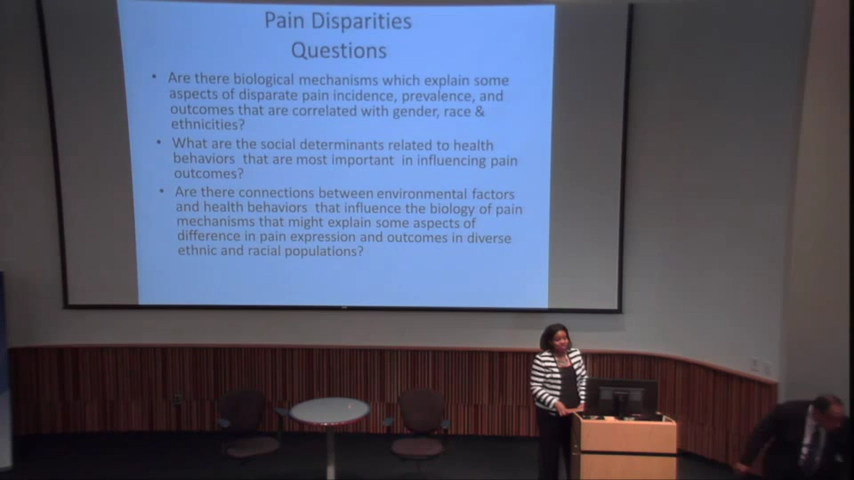 Pain Disparities
Questions
• Are there biological mechanisms which explain some
aspects of disparate pain incidence, prevalence, and
outcomes that are correlated with gender, race &
ethnicities?
• What are the social determinants related to health
behaviors that are most important in influencing pain
outcomes?
• Are there connections between environmental factors
and health behaviors that influence the biology of pain
mechanisms that might explain some aspects of
difference in pain expression and outcomes in diverse
ethnic and racial populations?